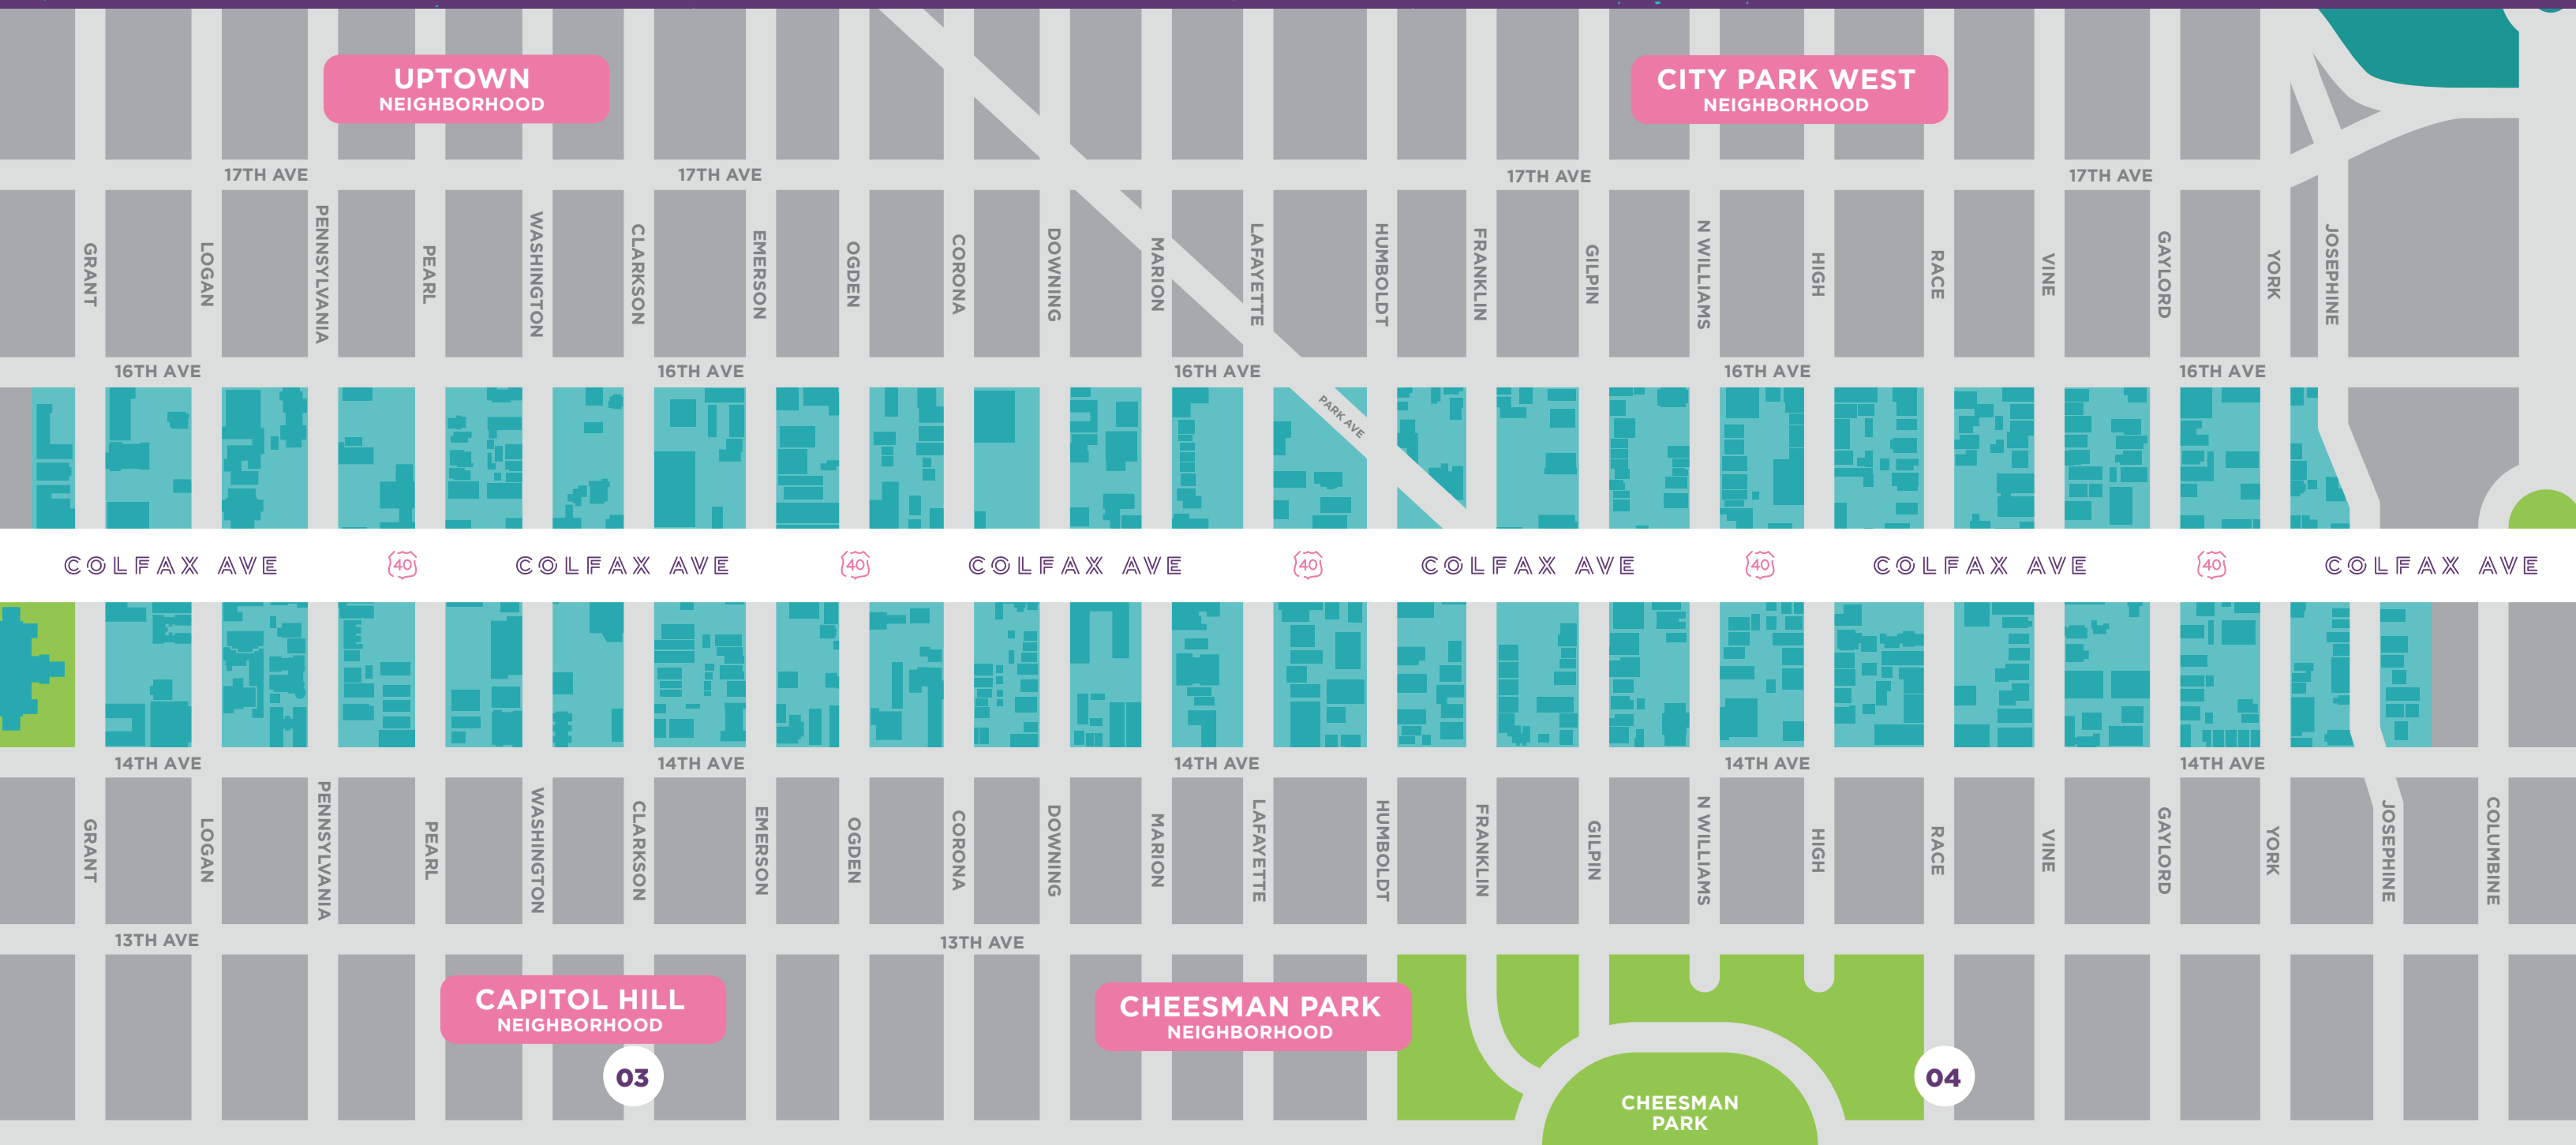 UPTOWN
NEIGHBORHOOD
CITY PARK WEST
NEIGHBORHOOD
17TH AVE
17TH AVE
17TH AVE
17TH AVE
GRANT
LOGAN
PENNSYLVANIA
PEARL
WASHINGTON
CLARKSON
EMERSON
OGDEN
CORONA
DOWNING
MARION
LAFAYETTE
HUMBOLDT
FRANKLIN
GILPIN
N WILLIAMS
HIGH
RACE
VINE
GAYLORD
YORK
JOSEPHINE
16TH AVE
16TH AVE
16TH AVE
16TH AVE
16TH AVE
PARK AVE
COLFAX AVE
40
COLFAX AVE
40
COLFAX AVE
40
COLFAX AVE
40
COLFAX AVE
40
COLFAX AVE
14TH AVE
14TH AVE
14TH AVE
14TH AVE
14TH AVE
GRANT
LOGAN
PENNSYLVANIA
PEARL
WASHINGTON
CLARKSON
EMERSON
OGDEN
CORONA
DOWNING
MARION
LAFAYETTE
HUMBOLDT
FRANKLIN
GILPIN
N WILLIAMS
HIGH
RACE
VINE
GAYLORD
YORK
JOSEPHINE
COLUMBINE
13TH AVE
13TH AVE
CAPITOL HILL
NEIGHBORHOOD
CHEESMAN PARK
NEIGHBORHOOD
03
04
CHEESMAN
PARK